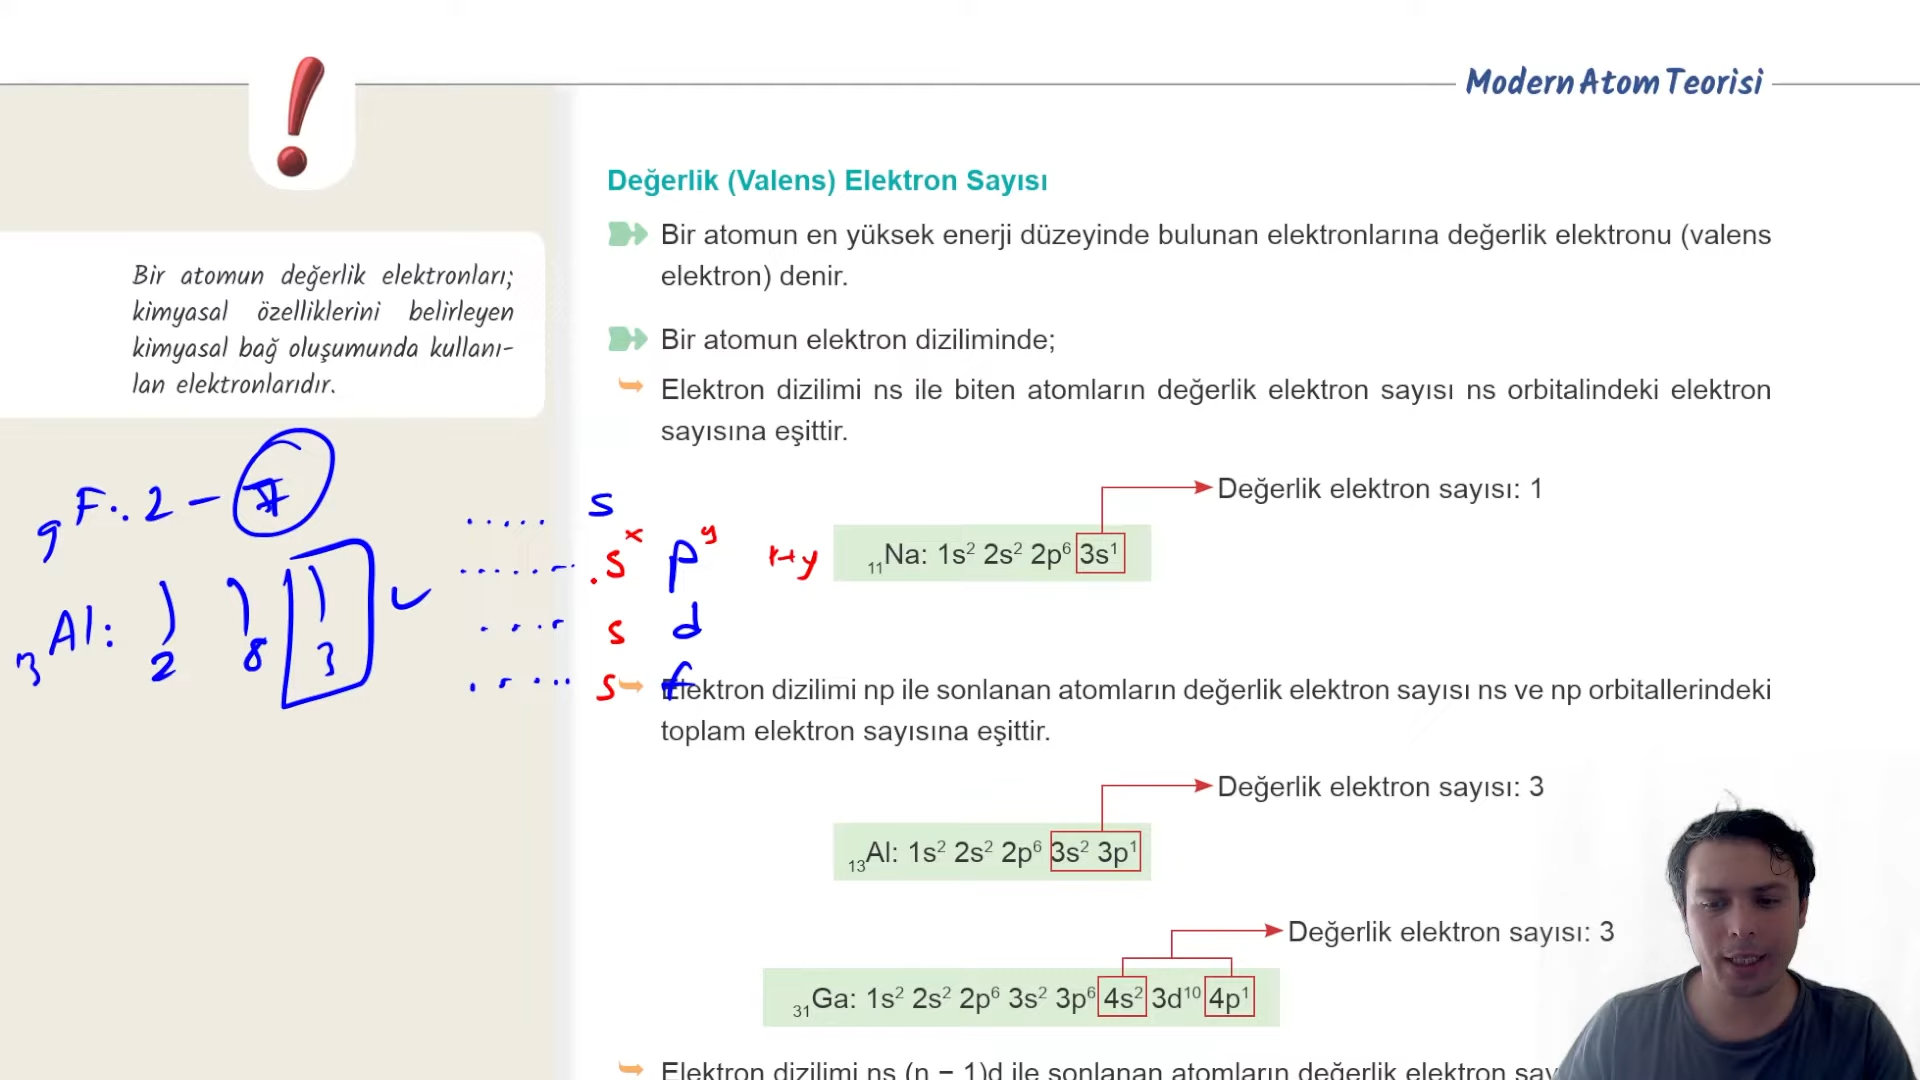 Modern Atom Teorisi
Değerlik (Valens) Elektron Sayısı
Bir atomun en yüksek enerji düzeyinde bulunan elektronlarına değerlik elektronu (valens
elektron) denir.
Bir atomun değerlik elektronları;
kimyasal özelliklerini belirleyen
kimyasal bağ oluşumunda kullanı-
lan elektronlarıdır.
Bir atomun elektron diziliminde;
Elektron dizilimi ns ile biten atomların değerlik elektron sayısı ns orbitalindeki elektron
sayısına eşittir.
₉F: 2 –
13Al: 2 8 3
..... s
....... sˣ pʸ x+y
.... s d
..... s f
Değerlik elektron sayısı: 1
₁₁Na: 1s² 2s² 2p⁶ 3s¹
Elektron dizilimi np ile sonlanan atomların değerlik elektron sayısı ns ve np orbitallerindeki
toplam elektron sayısına eşittir.
Değerlik elektron sayısı: 3
₁₃Al: 1s² 2s² 2p⁶ 3s² 3p¹
Değerlik elektron sayısı: 3
₃₁Ga: 1s² 2s² 2p⁶ 3s² 3p⁶ 4s² 3d¹⁰ 4p¹
Elektron dizilimi ns (n − 1)d ile sonlanan atomların değerlik elektron